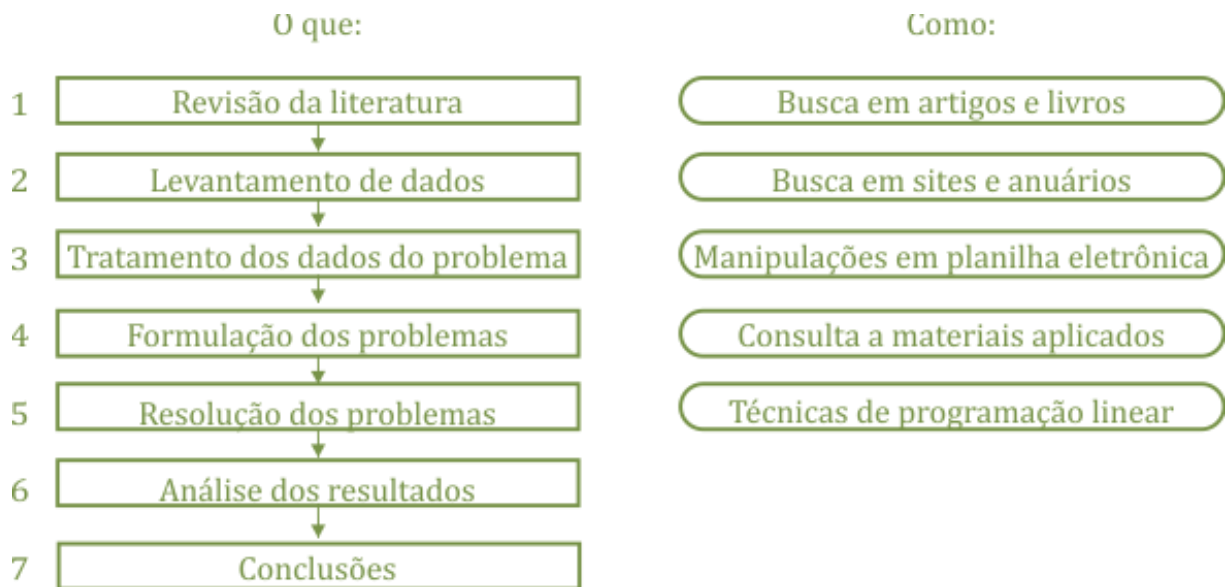 O que:
Como:
1 Revisão da literatura
Busca em artigos e livros
2 Levantamento de dados
Busca em sites e anuários
3 Tratamento dos dados do problema
Manipulações em planilha eletrônica
4 Formulação dos problemas
Consulta a materiais aplicados
5 Resolução dos problemas
Técnicas de programação linear
6 Análise dos resultados
7 Conclusões